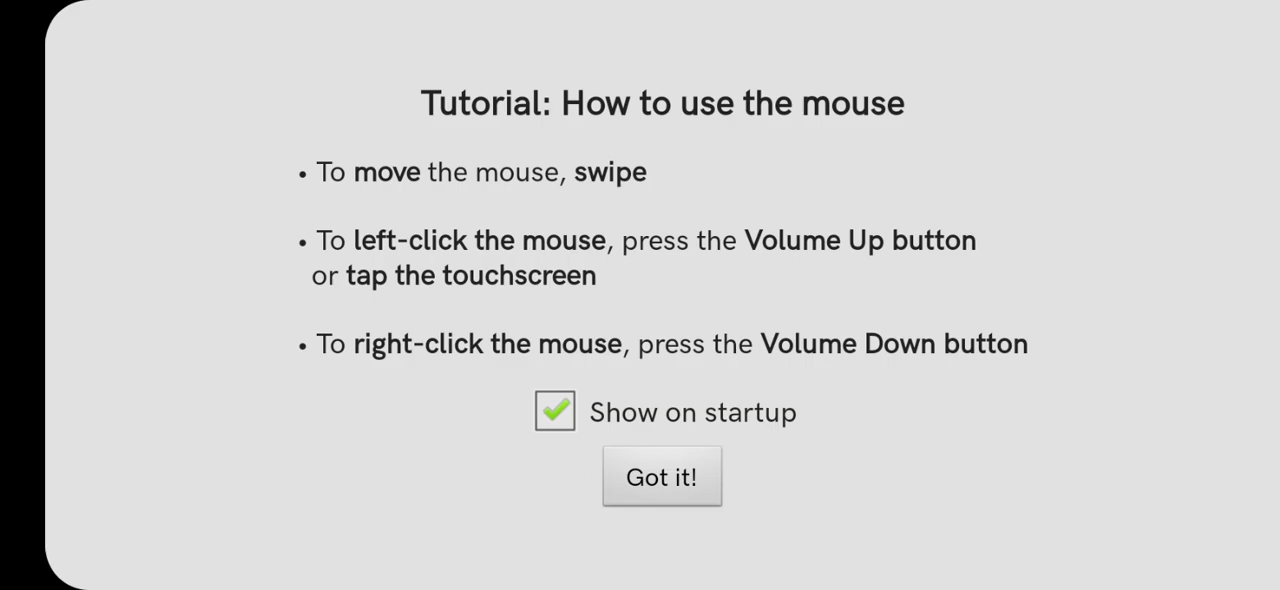 Tutorial: How to use the mouse
• To move the mouse, swipe
• To left-click the mouse, press the Volume Up button
or tap the touchscreen
• To right-click the mouse, press the Volume Down button
Show on startup
Got it!